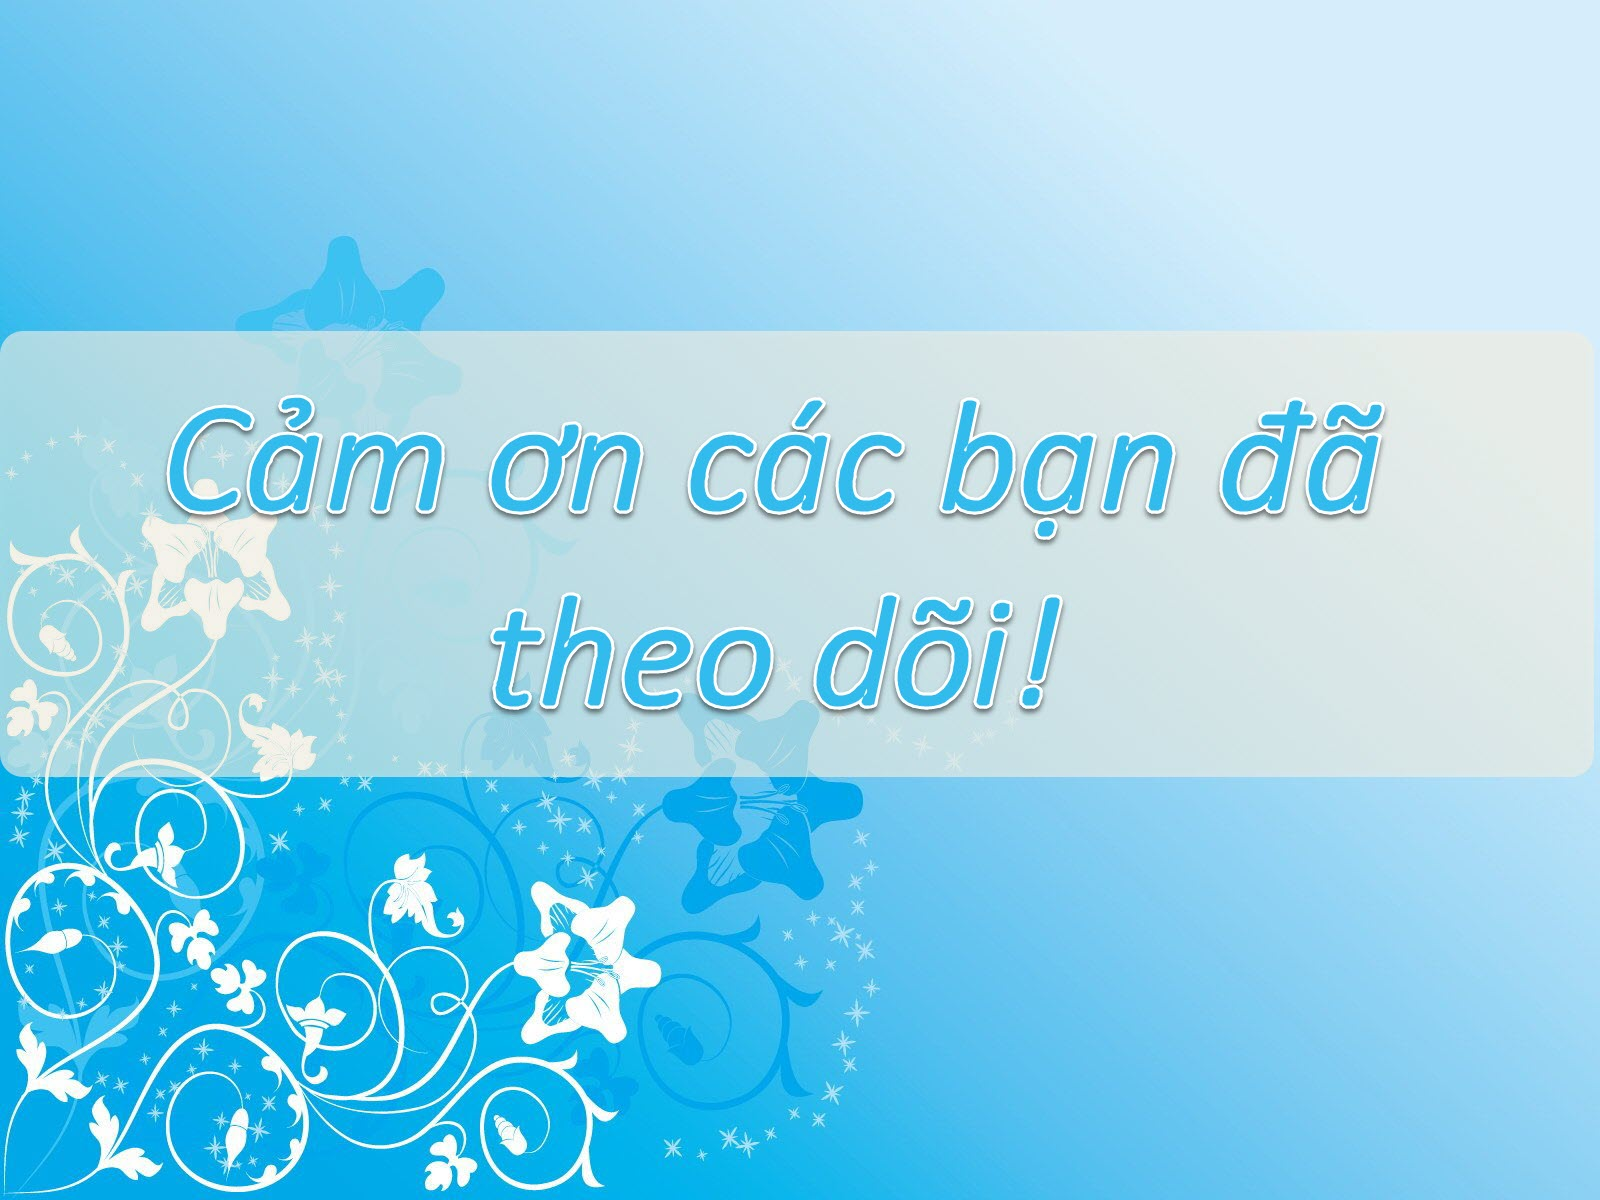 Cảm ơn các bạn đã
theo dõi!